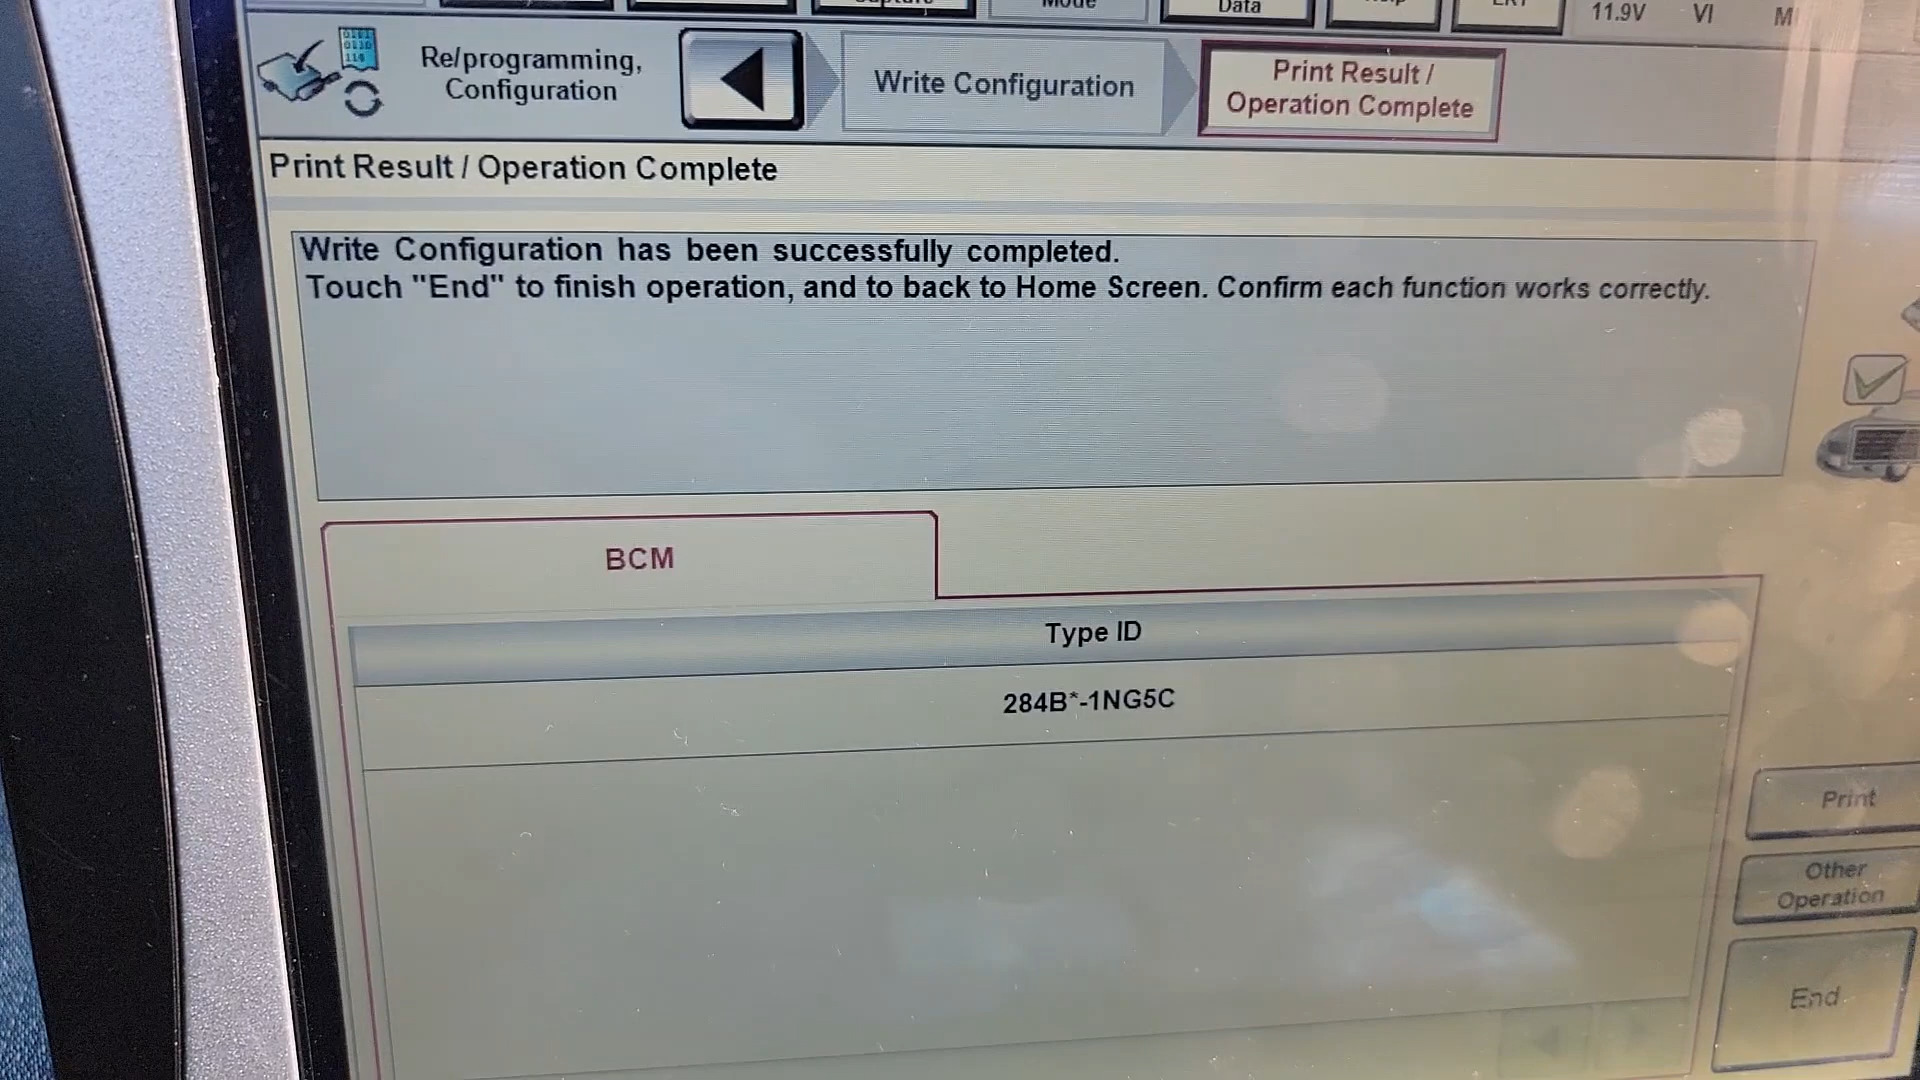 Data
11.9V VI
Re/programming,
Configuration
Write Configuration
Print Result /
Operation Complete
Print Result / Operation Complete
Write Configuration has been successfully completed.
Touch "End" to finish operation, and to back to Home Screen. Confirm each function works correctly.
BCM
Type ID
284B*-1NG5C
Print
Other
Operation
End